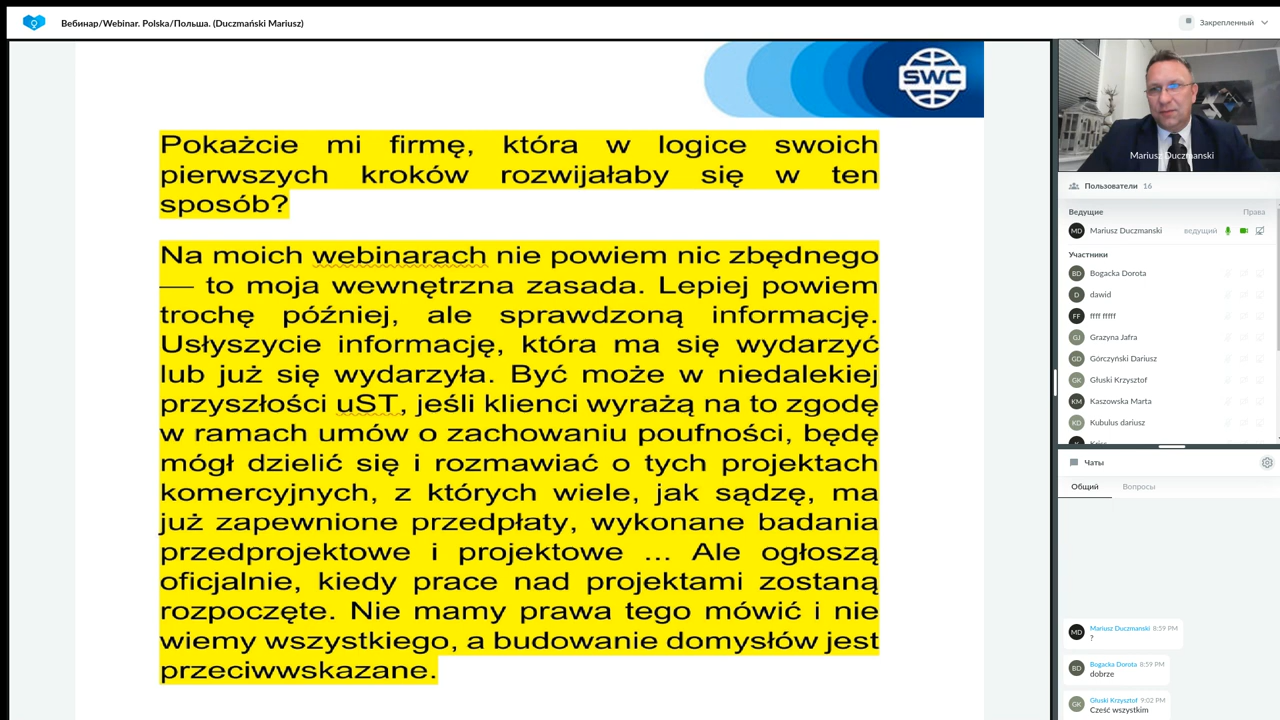 Вебинар/Webinar. Polska/Польша. (Duczmański Mariusz)
Закрепленный
SWC
Pokażcie mi firmę, która w logice swoich
pierwszych kroków rozwijałaby się w ten
sposób?
Na moich webinarach nie powiem nic zbędnego
— to moja wewnętrzna zasada. Lepiej powiem
trochę później, ale sprawdzoną informację.
Usłyszycie informację, która ma się wydarzyć
lub już się wydarzyła. Być może w niedalekiej
przyszłości uST, jeśli klienci wyrażą na to zgodę
w ramach umów o zachowaniu poufności, będę
mógł dzielić się i rozmawiać o tych projektach
komercyjnych, z których wiele, jak sądzę, ma
już zapewnione przedpłaty, wykonane badania
przedprojektowe i projektowe ... Ale ogłoszą
oficjalnie, kiedy prace nad projektami zostaną
rozpoczęte. Nie mamy prawa tego mówić i nie
wiemy wszystkiego, a budowanie domysłów jest
przeciwwskazane.
Mariusz Duczmanski
Пользователи 16
Ведущие Права
MD Mariusz Duczmanski ведущий
Участники
BD Bogacka Dorota
D dawid
FF ffff fffff
GJ Grazyna Jafra
GD Górczyński Dariusz
GK Głuski Krzysztof
KM Kaszowska Marta
KD Kubulus dariusz
Чаты
Общий Вопросы
MD Mariusz Duczmanski 8:59 PM
?
BD Bogacka Dorota 8:59 PM
dobrze
GK Głuski Krzysztof 9:02 PM
Cześć wszystkim